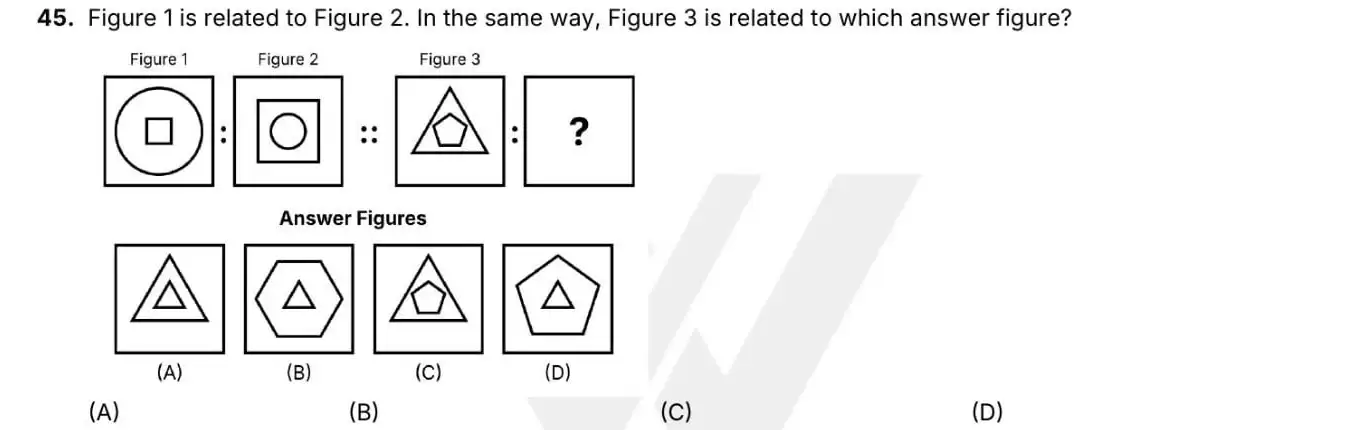 45. Figure 1 is related to Figure 2. In the same way, Figure 3 is related to which answer figure?
Figure 1 Figure 2 Figure 3
: :: : ?
Answer Figures
(A) (B) (C) (D)
(A) (B) (C) (D)